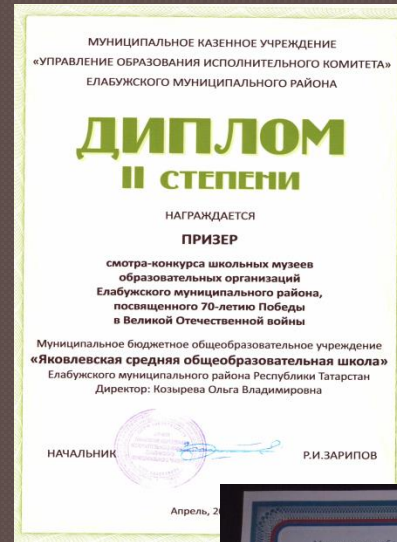 МУНИЦИПАЛЬНОЕ КАЗЕННОЕ УЧРЕЖДЕНИЕ
«УПРАВЛЕНИЕ ОБРАЗОВАНИЯ ИСПОЛНИТЕЛЬНОГО КОМИТЕТА»
ЕЛАБУЖСКОГО МУНИЦИПАЛЬНОГО РАЙОНА
ДИПЛОМ
II СТЕПЕНИ
НАГРАЖДАЕТСЯ
ПРИЗЕР
смотра-конкурса школьных музеев
образовательных организаций
Елабужского муниципального района,
посвященного 70-летию Победы
в Великой Отечественной войны
Муниципальное бюджетное общеобразовательное учреждение
«Яковлевская средняя общеобразовательная школа»
Елабужского муниципального района Республики Татарстан
Директор: Козырева Ольга Владимировна
НАЧАЛЬНИК Р.И.ЗАРИПОВ
Апрель,